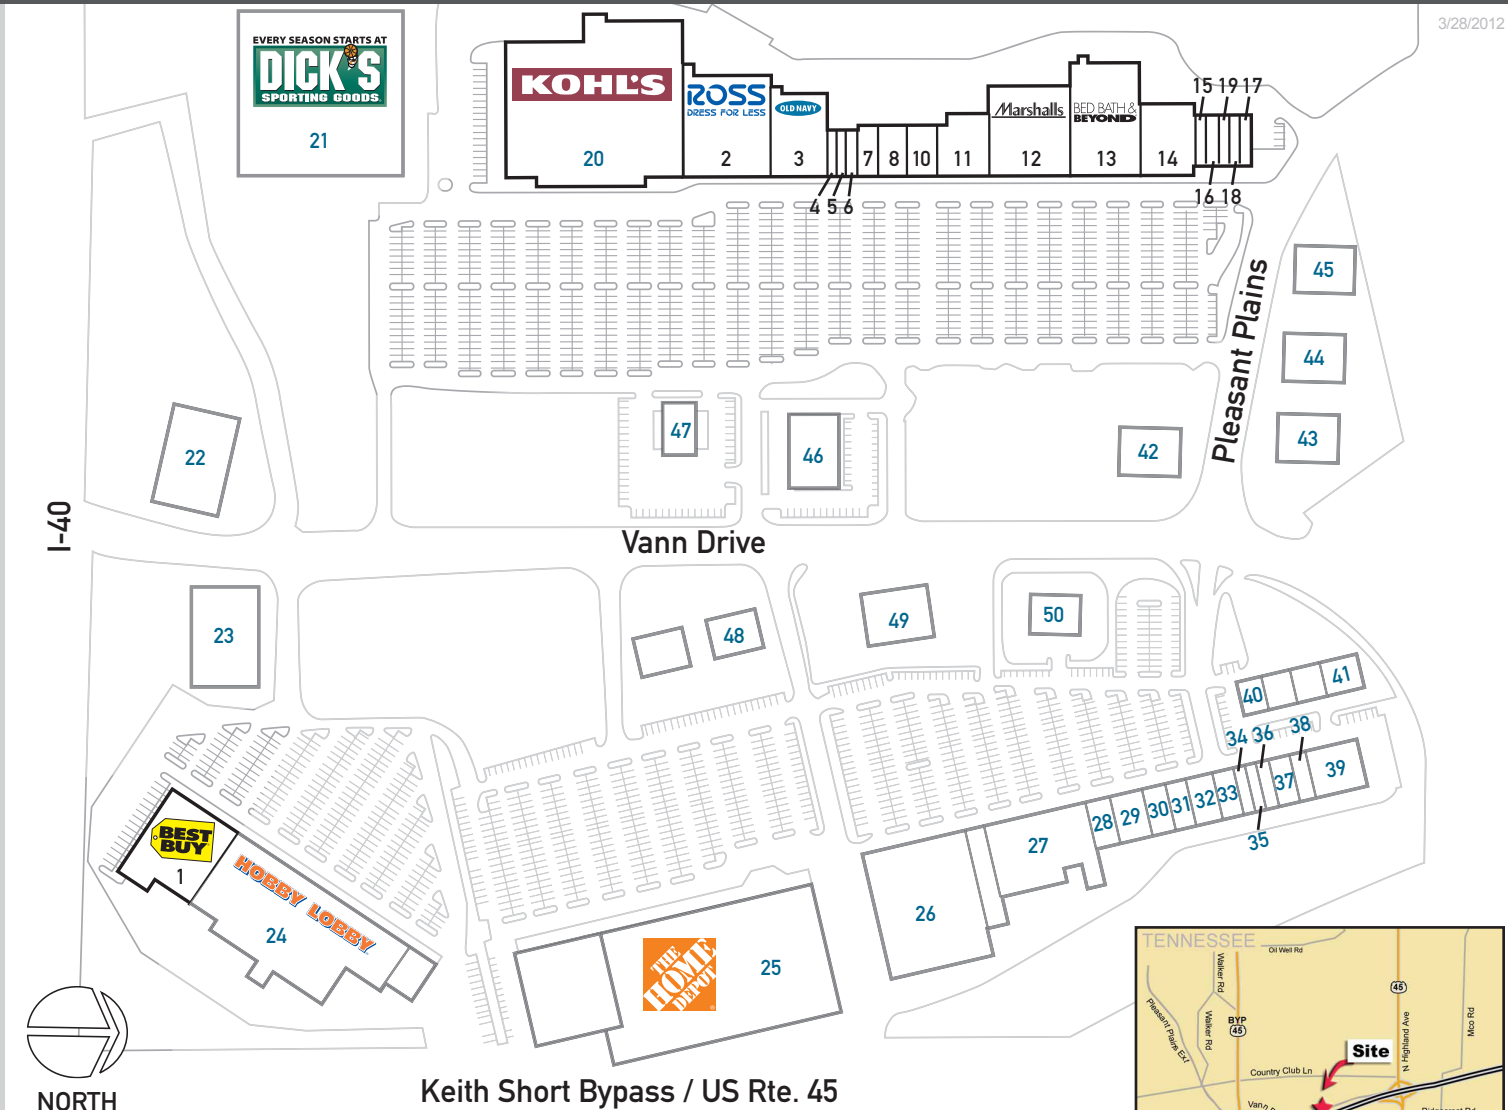 3/28/2012
EVERY SEASON STARTS AT
DICK'S
SPORTING GOODS
21
KOHL'S
20
ROSS
DRESS FOR LESS
2
OLD NAVY
3
4 5 6
7
8
10
11
Marshalls
12
BED BATH &
BEYOND
13
14
15 19 17
16 18
45
44
43
Pleasant Plains
42
46
47
22
I-40
Vann Drive
23
48
49
50
40
41
34 36 38
28 29 30 31 32 33
37
39
35
27
26
BEST
BUY
1
HOBBY LOBBY
24
THE
HOME
DEPOT
25
NORTH
Keith Short Bypass / US Rte. 45
TENNESSEE
Oil Well Rd
Walker Rd
45
Pleasant Plains Ext
Walker Rd
BYP
45
N Highland Ave
Mco Rd
Site
Country Club Ln
Vann